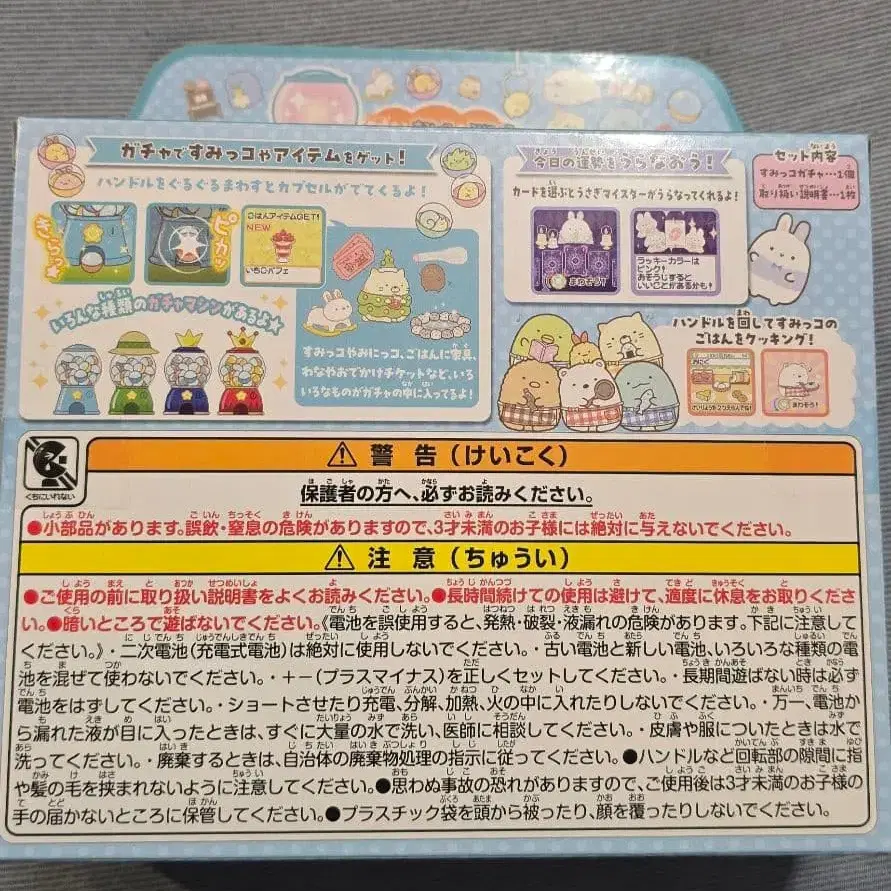 ガチャですみっコやアイテムをゲット！
ハンドルをぐるぐるまわすとカプセルがでてくるよ！
きらっ
ピカッ
ごはんアイテムGET!
NEW
いちごパフェ
いろんな種類のガチャマシンがあるよ★
すみっコやおにっコ、ごはんに家具、
わなやおでかけチケットなど、いろ
いろなものがガチャの中に入ってるよ！
今日の運勢をうらなおう！
カードを選ぶとうさぎマイスターがうらなってくれるよ！
まわそう！
ラッキーカラーは
ピンク！
おそうじすると
いいことがあるかも！
セット内容
すみっコガチャ…1個
取り扱い説明書…1枚
ハンドルを回してすみっコの
ごはんをクッキング！
まわそう！
くちにいれない
⚠ 警告（けいこく）
保護者の方へ、必ずお読みください。
●小部品があります。誤飲・窒息の危険がありますので、3才未満のお子様には絶対に与えないでください。
⚠ 注意（ちゅうい）
●ご使用の前に取り扱い説明書をよくお読みください。●長時間続けての使用は避けて、適度に休息をお取りくださ
い。●暗いところで遊ばないでください。《電池を誤使用すると、発熱・破裂・液漏れの危険があります。下記に注意して
ください。》・二次電池（充電式電池）は絶対に使用しないでください。・古い電池と新しい電池、いろいろな種類の電
池を混ぜて使わないでください。・＋－（プラスマイナス）を正しくセットしてください。・長期間遊ばない時は必ず
電池をはずしてください。・ショートさせたり充電、分解、加熱、火の中に入れたりしないでください。・万一、電池か
ら漏れた液が目に入ったときは、すぐに大量の水で洗い、医師に相談してください。・皮膚や服についたときは水で
洗ってください。・廃棄するときは、自治体の廃棄物処理の指示に従ってください。●ハンドルなど回転部の隙間に指
や髪の毛を挟まれないように注意してください。●思わぬ事故の恐れがありますので、ご使用後は3才未満のお子様の
手の届かないところに保管してください。●プラスチック袋を頭から被ったり、顔を覆ったりしないでください。